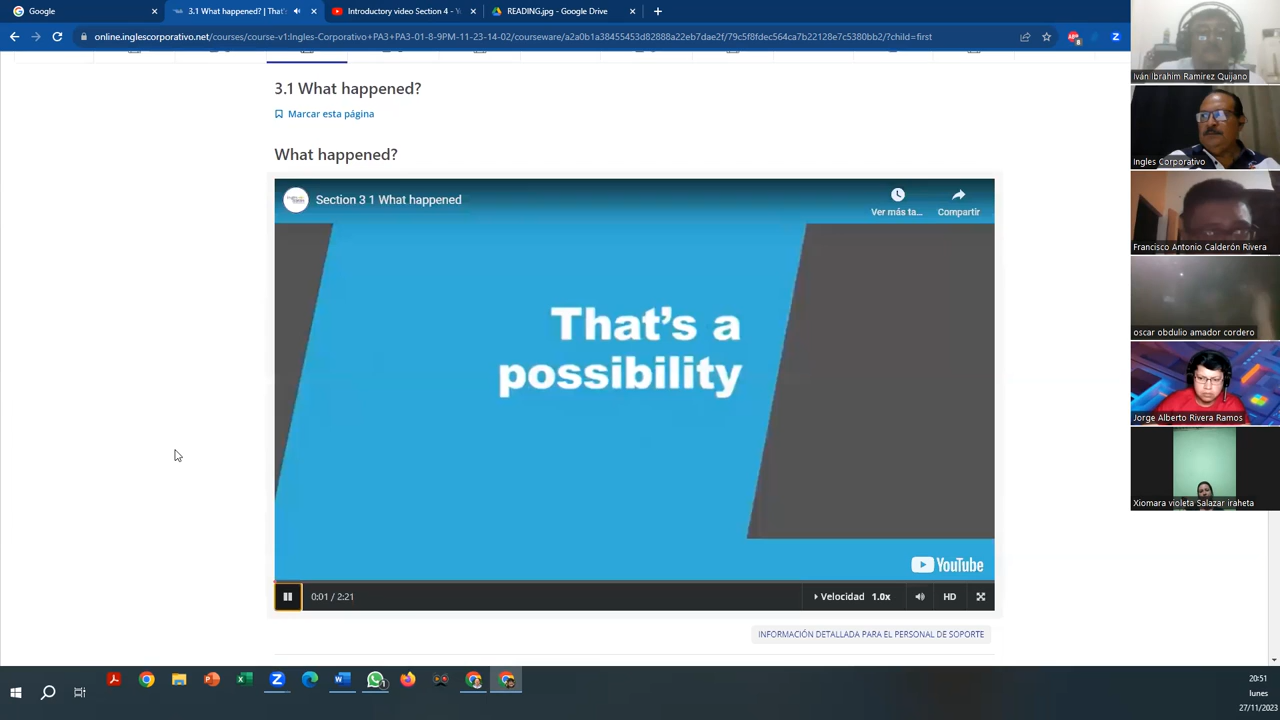 Google
3.1 What happened? | That'
Introductory video Section 4 - Y
READING.jpg - Google Drive
online.inglescorporativo.net/courses/course-v1:Ingles-Corporativo+PA3+PA3-01-8-9PM-11-23-14-02/courseware/a2a0b1a38455453d82888a22eb7dae2f/79c5f8fdec564ca7b22128e7c5380bb2/?child=first
3.1 What happened?
Marcar esta página
What happened?
Section 3 1 What happened
Ver más ta...
Compartir
That's a
possibility
YouTube
0:01 / 2:21
Velocidad 1.0x
HD
INFORMACIÓN DETALLADA PARA EL PERSONAL DE SOPORTE
Iván Ibrahim Ramirez Quijano
Ingles Corporativo
Francisco Antonio Calderón Rivera
oscar obdulio amador cordero
Jorge Alberto Rivera Ramos
Xiomara violeta Salazar iraheta
20:51
lunes
27/11/2023